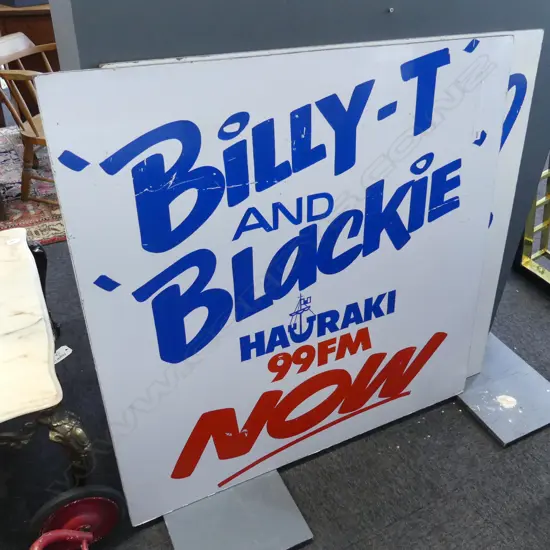 'BILLY-T'
AND
'BLACKIE'
HAURAKI
99FM
NOW